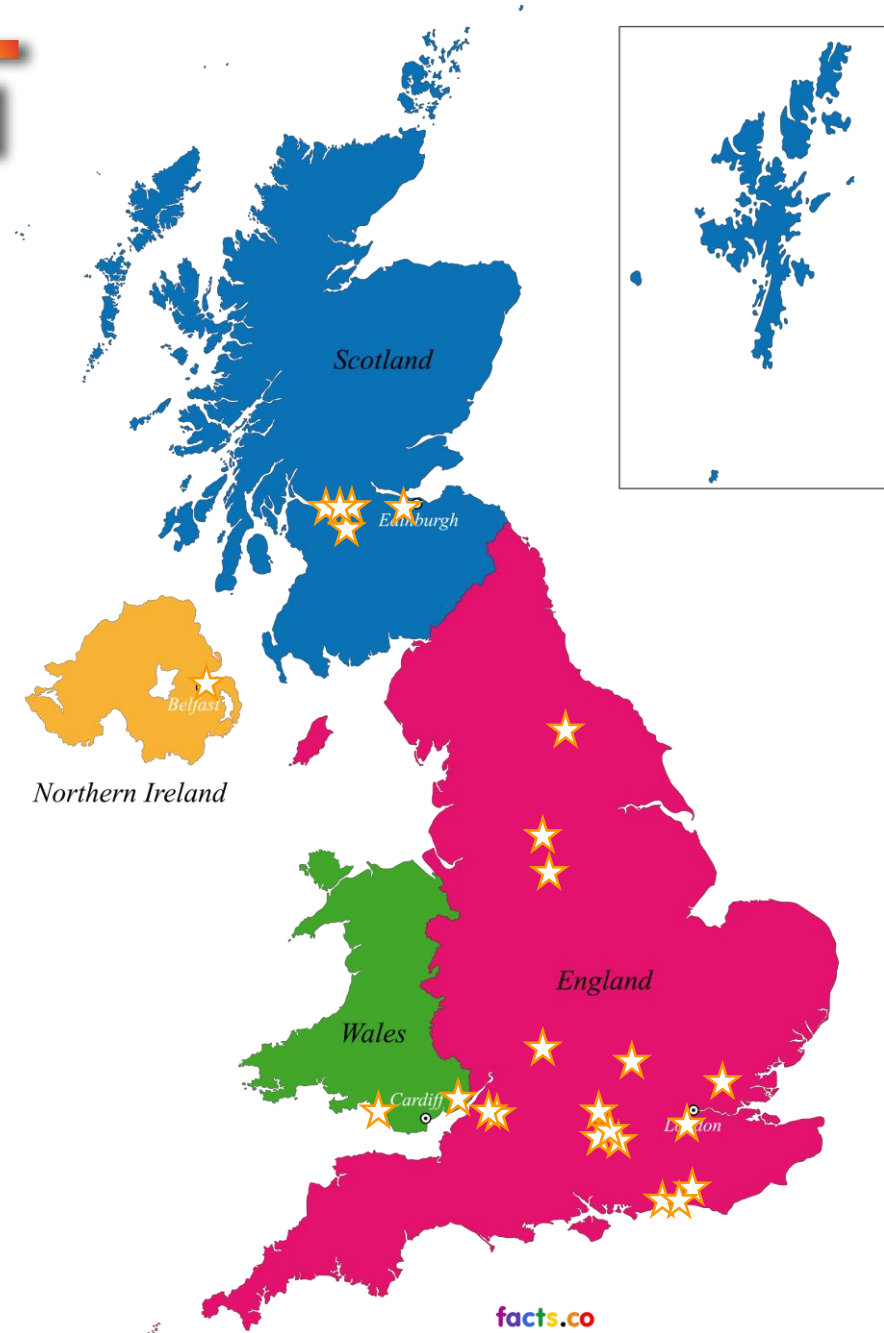 Scotland
Edinburgh
Belfast
Northern Ireland
England
Wales
Cardiff
London
facts.co